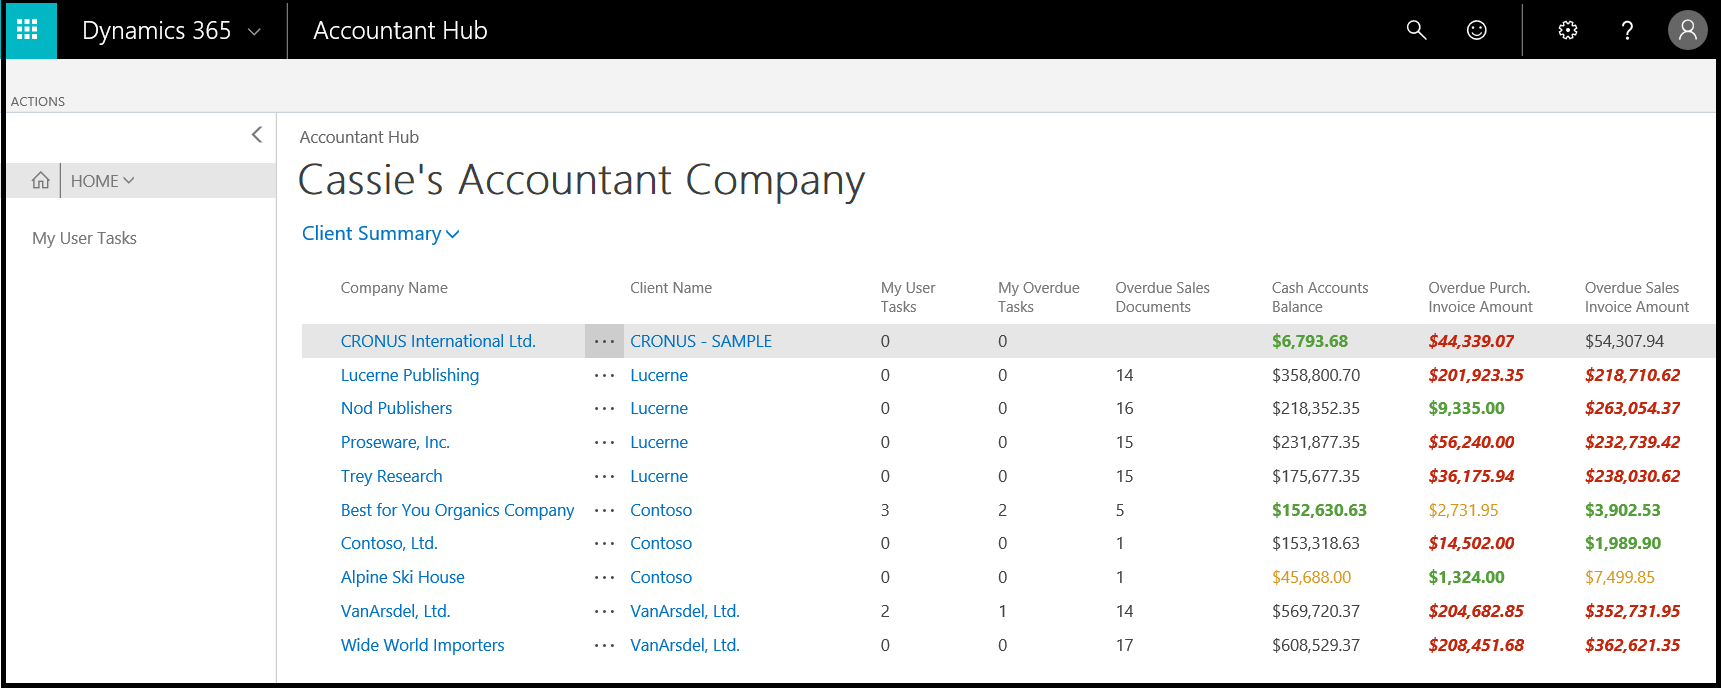 Dynamics 365 Accountant Hub ?
ACTIONS
Accountant Hub
HOME
Cassie's Accountant Company
My User Tasks
Client Summary
Company Name Client Name My User Tasks My Overdue Tasks Overdue Sales Documents Cash Accounts Balance Overdue Purch. Invoice Amount Overdue Sales Invoice Amount
CRONUS International Ltd. ... CRONUS - SAMPLE 0 0 $6,793.68 $44,339.07 $54,307.94
Lucerne Publishing ... Lucerne 0 0 14 $358,800.70 $201,923.35 $218,710.62
Nod Publishers ... Lucerne 0 0 16 $218,352.35 $9,335.00 $263,054.37
Proseware, Inc. ... Lucerne 0 0 15 $231,877.35 $56,240.00 $232,739.42
Trey Research ... Lucerne 0 0 15 $175,677.35 $36,175.94 $238,030.62
Best for You Organics Company ... Contoso 3 2 5 $152,630.63 $2,731.95 $3,902.53
Contoso, Ltd. ... Contoso 0 0 1 $153,318.63 $14,502.00 $1,989.90
Alpine Ski House ... Contoso 0 0 1 $45,688.00 $1,324.00 $7,499.85
VanArsdel, Ltd. ... VanArsdel, Ltd. 2 1 14 $569,720.37 $204,682.85 $352,731.95
Wide World Importers ... VanArsdel, Ltd. 0 0 17 $608,529.37 $208,451.68 $362,621.35